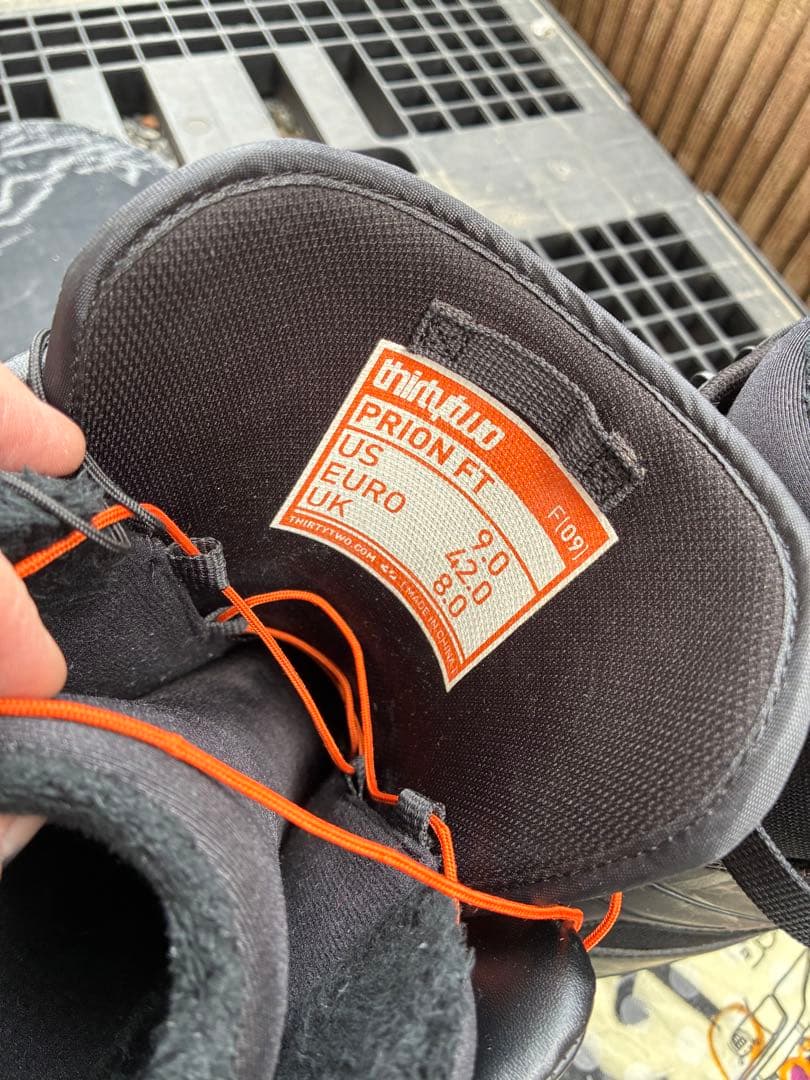 thirtytwo
PRION FT F(09)
US 9.0
EURO 42.0
UK 8.0
THIRTYTWO.COM MADE IN CHINA